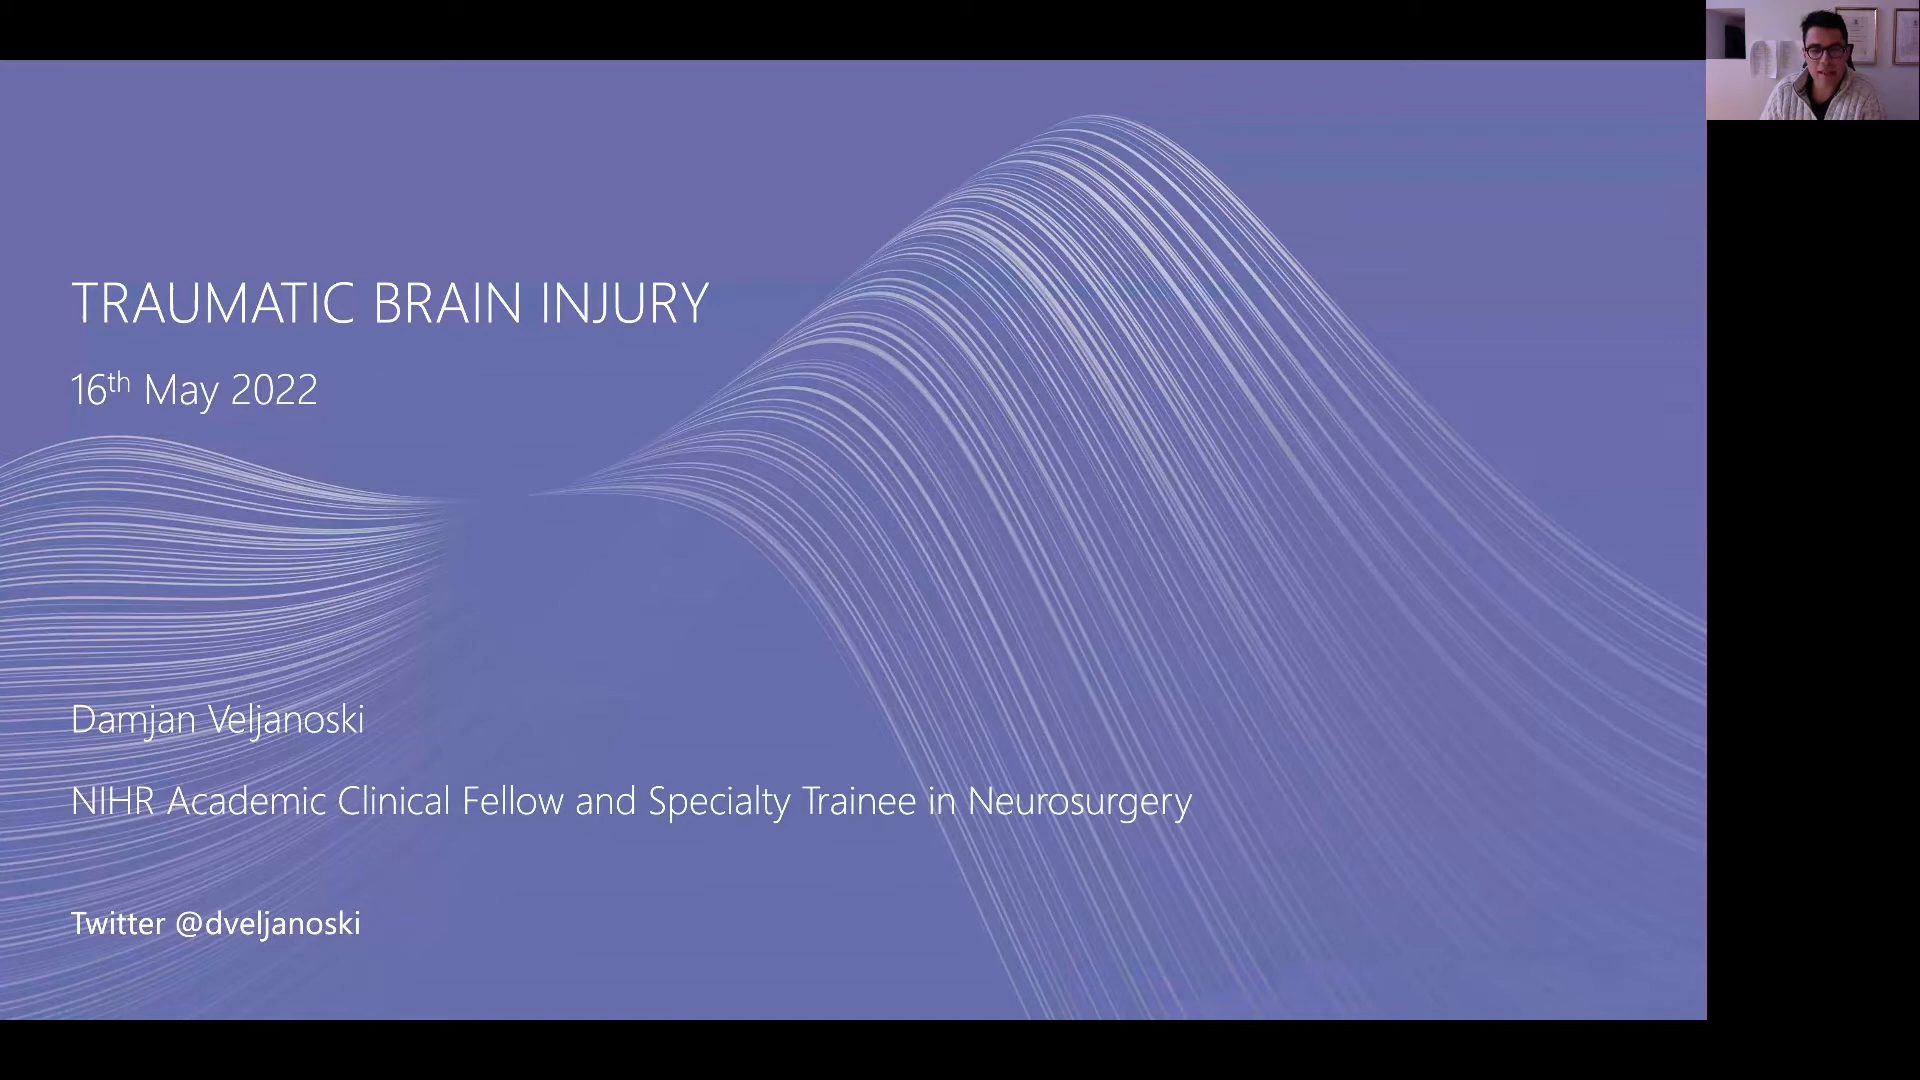 TRAUMATIC BRAIN INJURY
16th May 2022
Damjan Veljanoski
NIHR Academic Clinical Fellow and Specialty Trainee in Neurosurgery
Twitter @dveljanoski